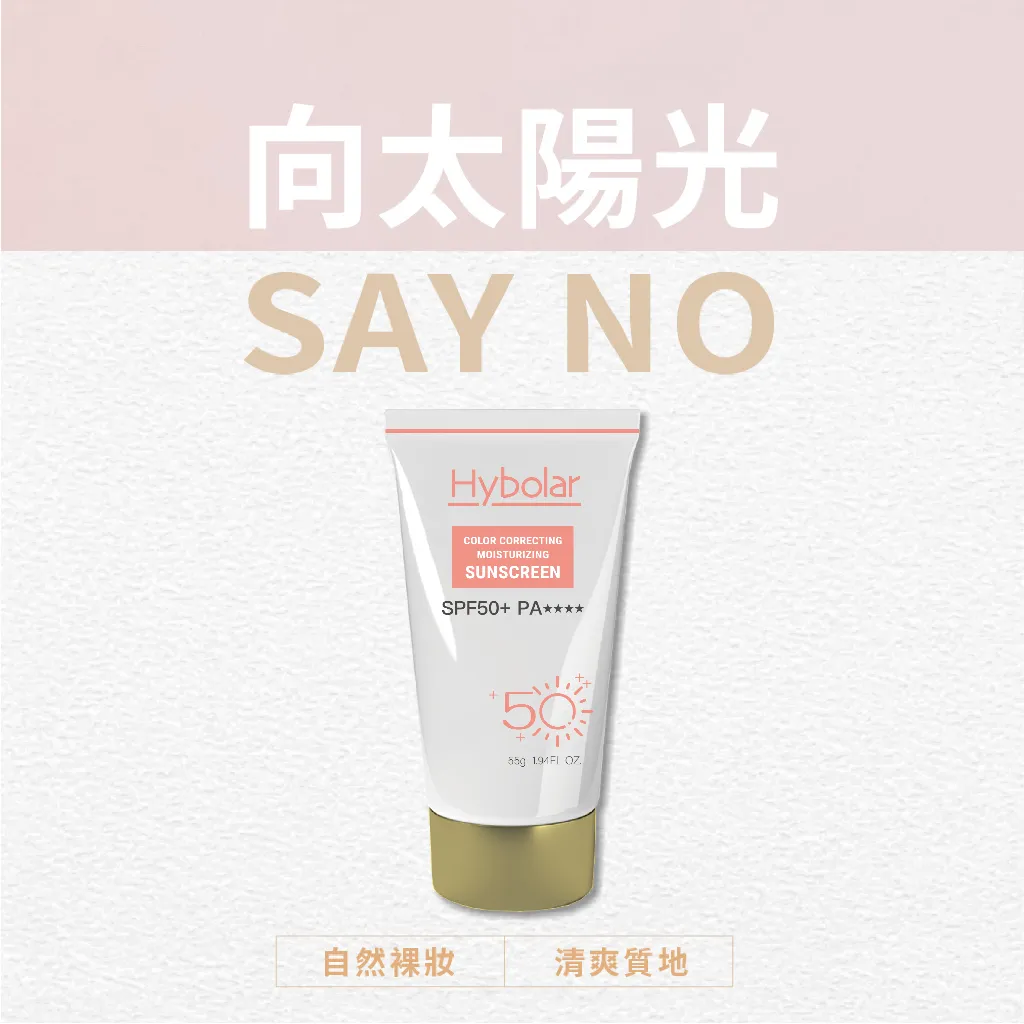 向太陽光
SAY NO
Hybolar
COLOR CORRECTING
MOISTURIZING
SUNSCREEN
SPF50+ PA★★★★
50
55g 1.94FL OZ.
自然裸妝
清爽質地